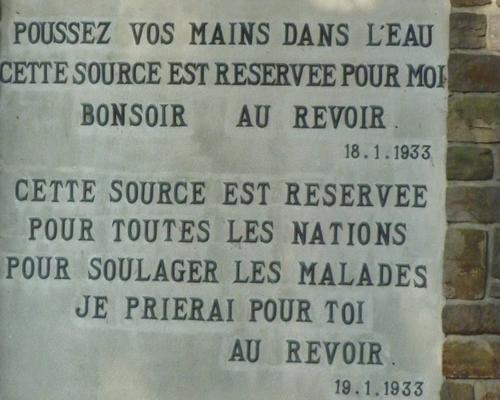 POUSSEZ VOS MAINS DANS L'EAU
CETTE SOURCE EST RESERVEE POUR MOI
BONSOIR AU REVOIR.
18.1.1933
CETTE SOURCE EST RESERVEE
POUR TOUTES LES NATIONS
POUR SOULAGER LES MALADES
JE PRIERAI POUR TOI
AU REVOIR.
19.1.1933